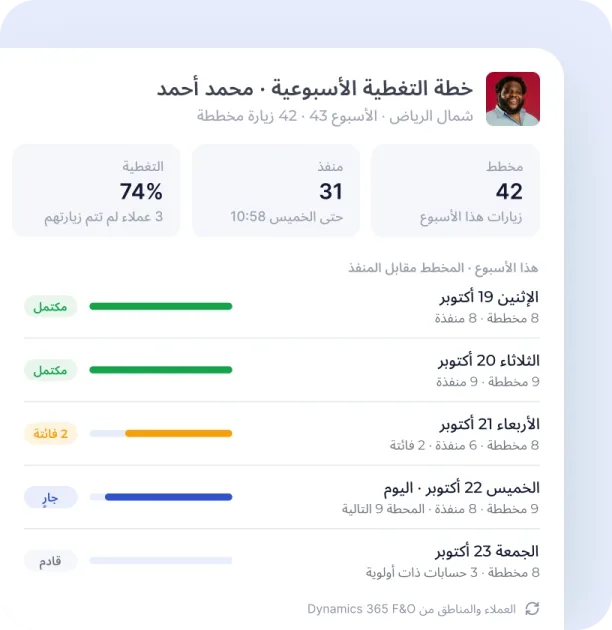 خطة التغطية الأسبوعية · محمد أحمد
شمال الرياض · الأسبوع 43 · 42 زيارة مخططة
مخطط
42
زيارات هذا الأسبوع
منفذ
31
حتى الخميس 10:58
التغطية
74%
3 عملاء لم تتم زيارتهم
هذا الأسبوع · المخطط مقابل المنفذ
الإثنين 19 أكتوبر
8 مخططة · 8 منفذة
مكتمل
الثلاثاء 20 أكتوبر
9 مخططة · 9 منفذة
مكتمل
الأربعاء 21 أكتوبر
8 مخططة · 6 منفذة · 2 فائتة
2 فائتة
الخميس 22 أكتوبر · اليوم
9 مخططة · 8 منفذة · المحطة 9 التالية
جارٍ
الجمعة 23 أكتوبر
8 مخططة · 3 حسابات ذات أولوية
قادم
العملاء والمناطق من Dynamics 365 F&O